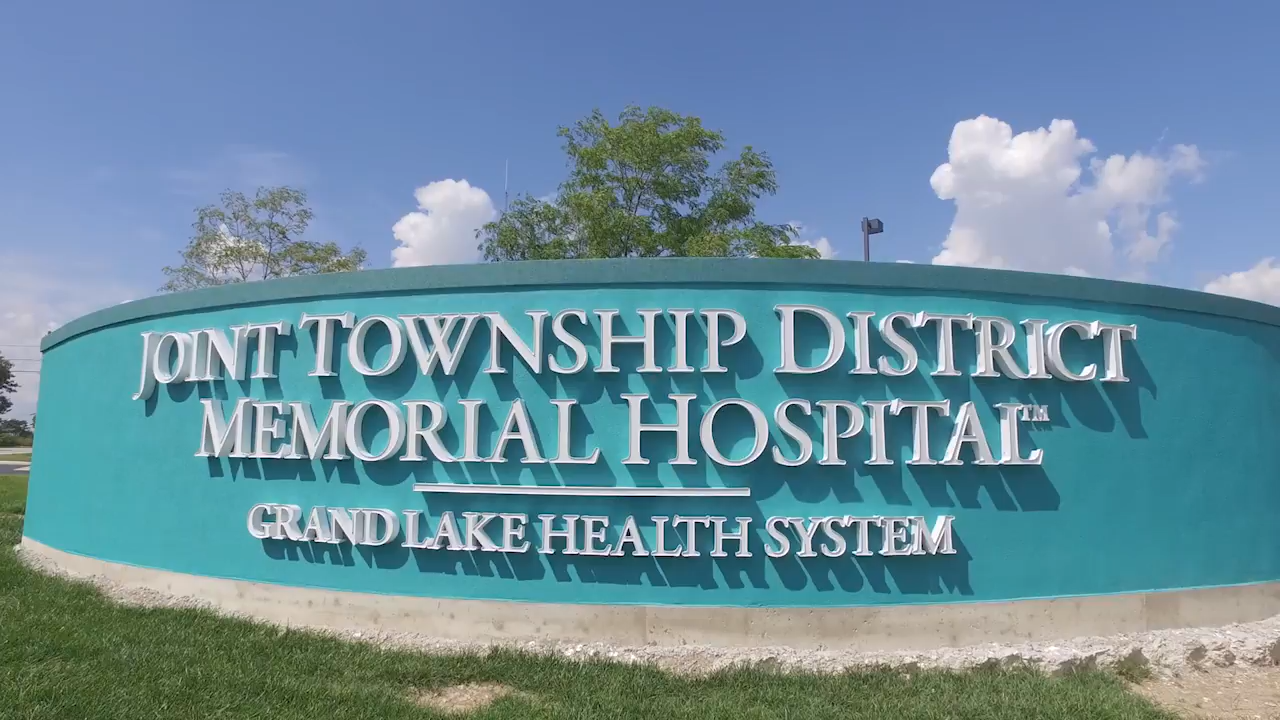 JOINT TOWNSHIP DISTRICT
MEMORIAL HOSPITAL™
GRAND LAKE HEALTH SYSTEM